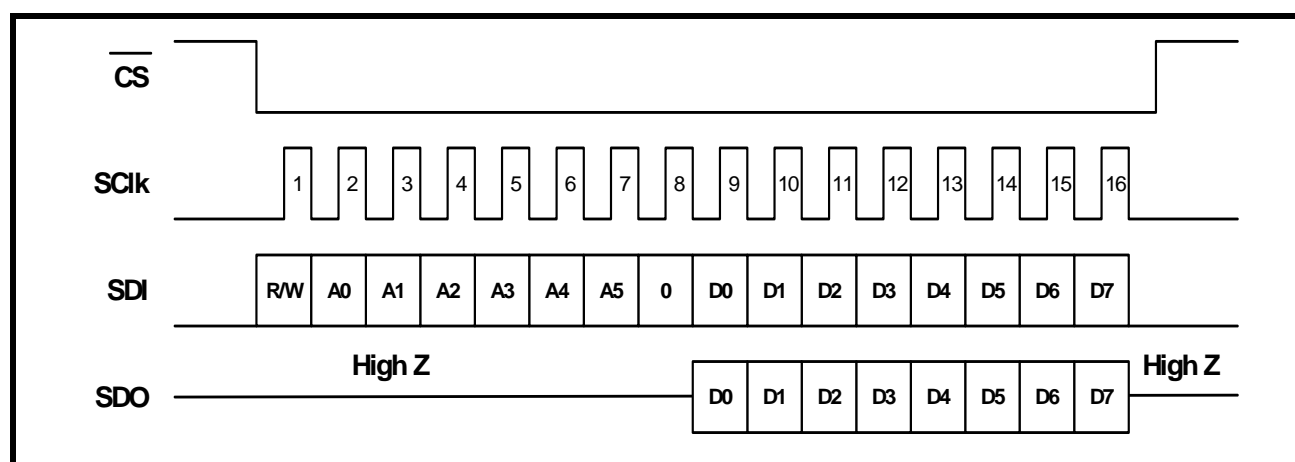 CS
SClk 1 2 3 4 5 6 7 8 9 10 11 12 13 14 15 16
SDI R/W A0 A1 A2 A3 A4 A5 0 D0 D1 D2 D3 D4 D5 D6 D7
High Z High Z
SDO D0 D1 D2 D3 D4 D5 D6 D7